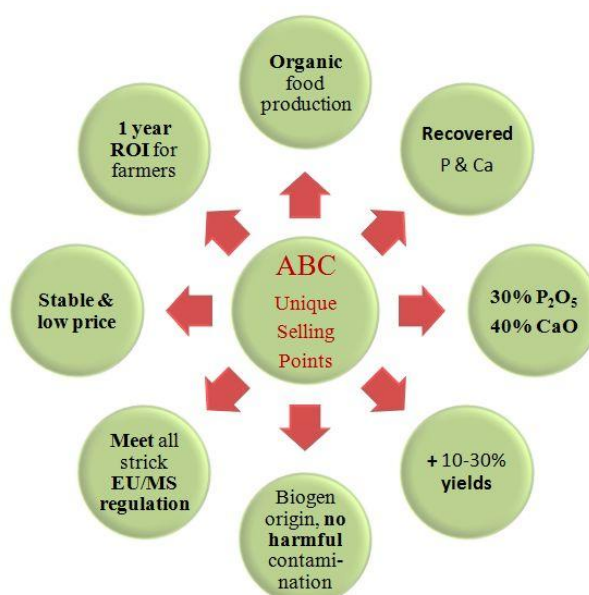 Organic
food
production
Recovered
P & Ca
30% P₂O₅
40% CaO
+ 10-30%
yields
Biogen
origin, no
harmful
contami-
nation
Meet all
strick
EU/MS
regulation
Stable &
low price
1 year
ROI for
farmers
ABC
Unique
Selling
Points